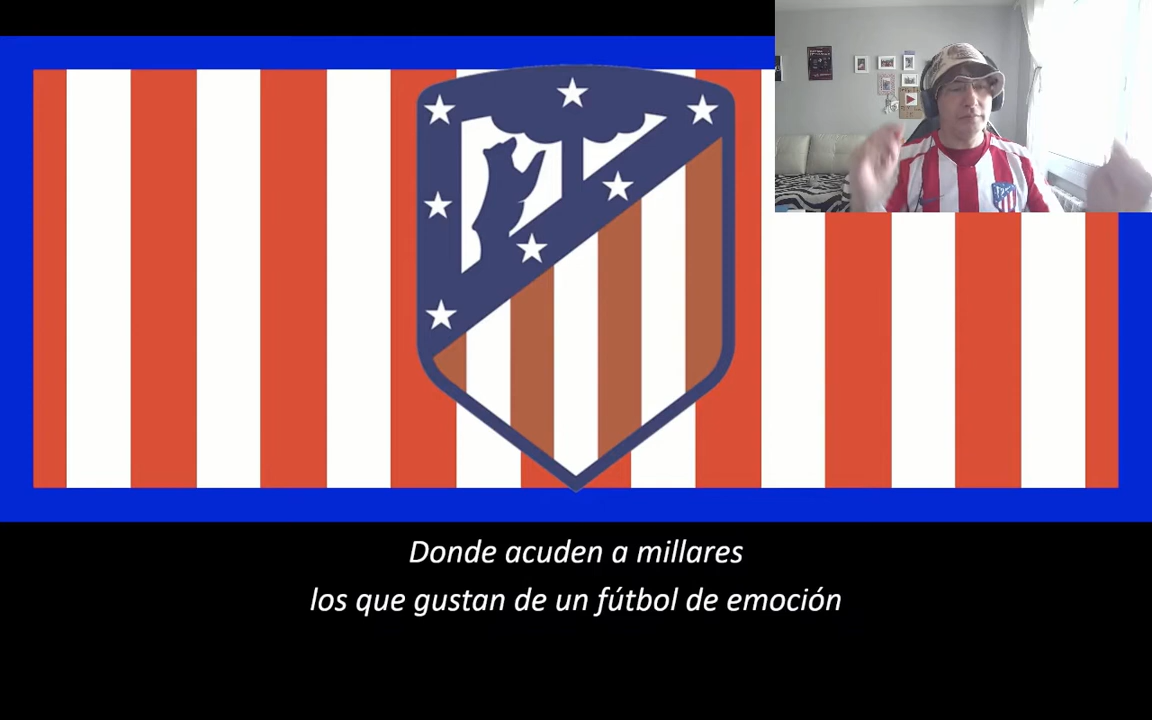 Donde acuden a millares
los que gustan de un fútbol de emoción